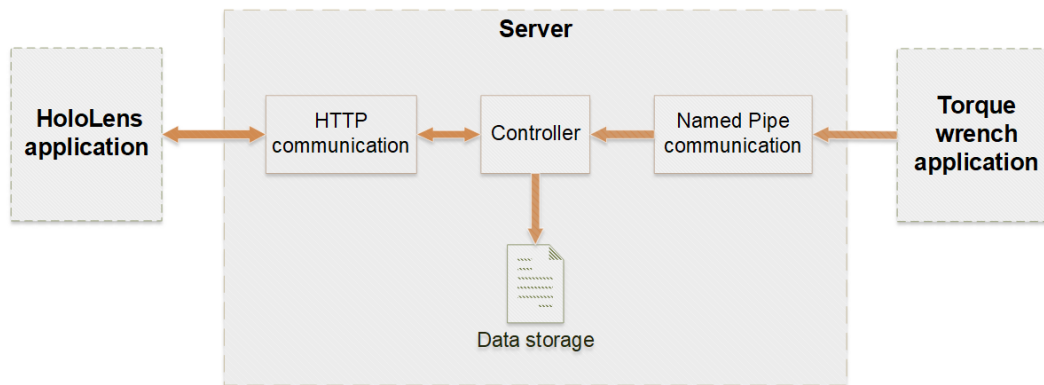 Server
HoloLens
application
HTTP
communication
Controller
Named Pipe
communication
Torque
wrench
application
Data storage